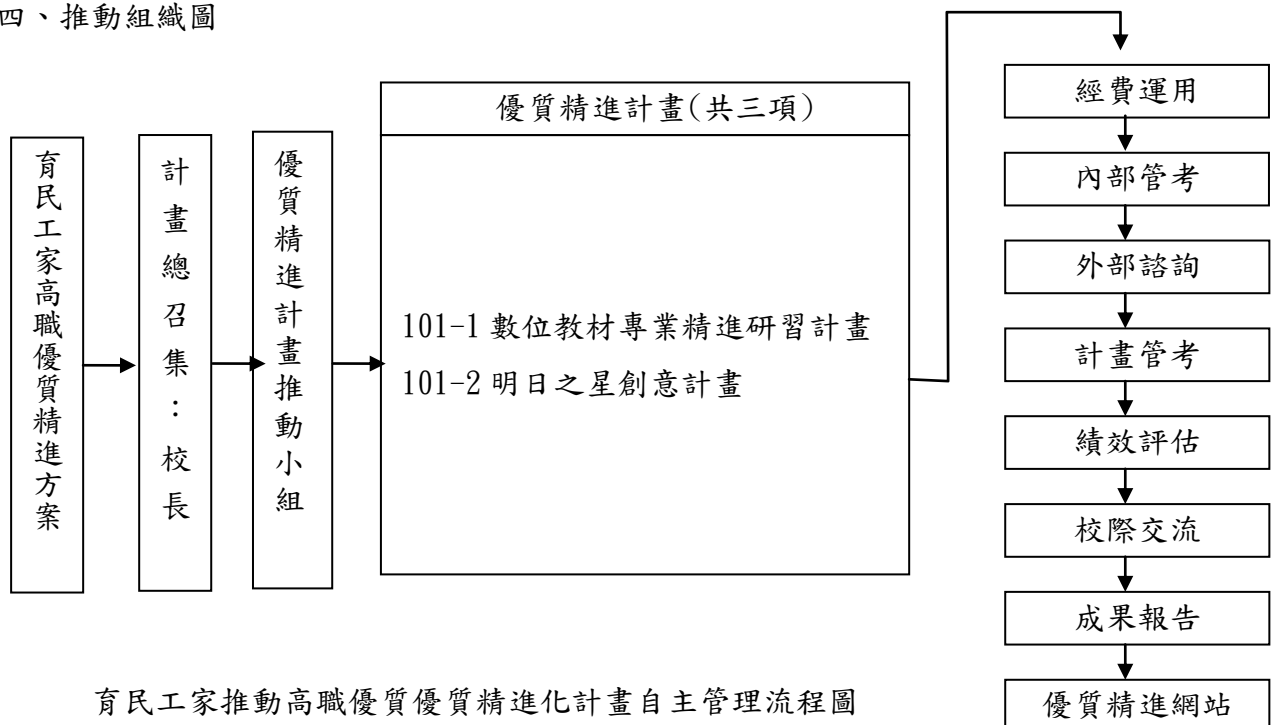 四、推動組織圖
育民工家高職優質精進方案
計畫總召集：校長
優質精進計畫推動小組
優質精進計畫(共三項)
101-1 數位教材專業精進研習計畫
101-2 明日之星創意計畫
經費運用
內部管考
外部諮詢
計畫管考
績效評估
校際交流
成果報告
優質精進網站
育民工家推動高職優質優質精進化計畫自主管理流程圖